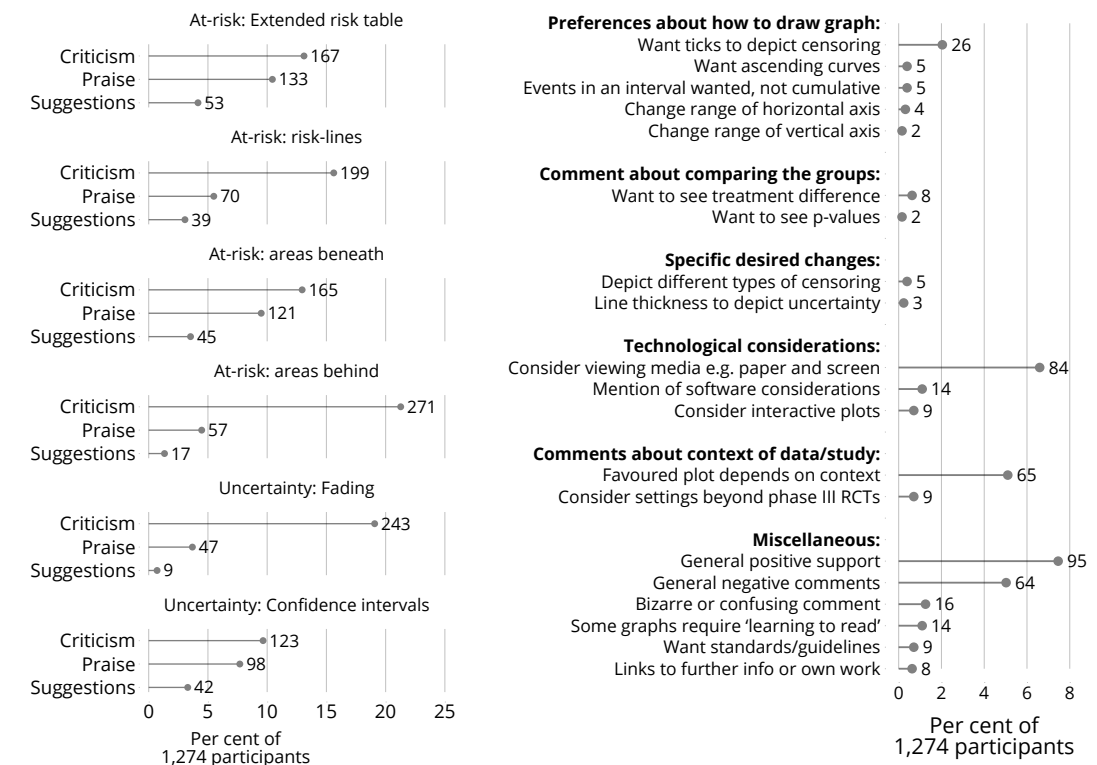 At-risk: Extended risk table
Criticism 167
Praise 133
Suggestions 53
At-risk: risk-lines
Criticism 199
Praise 70
Suggestions 39
At-risk: areas beneath
Criticism 165
Praise 121
Suggestions 45
At-risk: areas behind
Criticism 271
Praise 57
Suggestions 17
Uncertainty: Fading
Criticism 243
Praise 47
Suggestions 9
Uncertainty: Confidence intervals
Criticism 123
Praise 98
Suggestions 42
0 5 10 15 20 25
Per cent of
1,274 participants
Preferences about how to draw graph:
Want ticks to depict censoring 26
Want ascending curves 5
Events in an interval wanted, not cumulative 5
Change range of horizontal axis 4
Change range of vertical axis 2
Comment about comparing the groups:
Want to see treatment difference 8
Want to see p-values 2
Specific desired changes:
Depict different types of censoring 5
Line thickness to depict uncertainty 3
Technological considerations:
Consider viewing media e.g. paper and screen 84
Mention of software considerations 14
Consider interactive plots 9
Comments about context of data/study:
Favoured plot depends on context 65
Consider settings beyond phase III RCTs 9
Miscellaneous:
General positive support 95
General negative comments 64
Bizarre or confusing comment 16
Some graphs require ‘learning to read’ 14
Want standards/guidelines 9
Links to further info or own work 8
0 2 4 6 8
Per cent of
1,274 participants